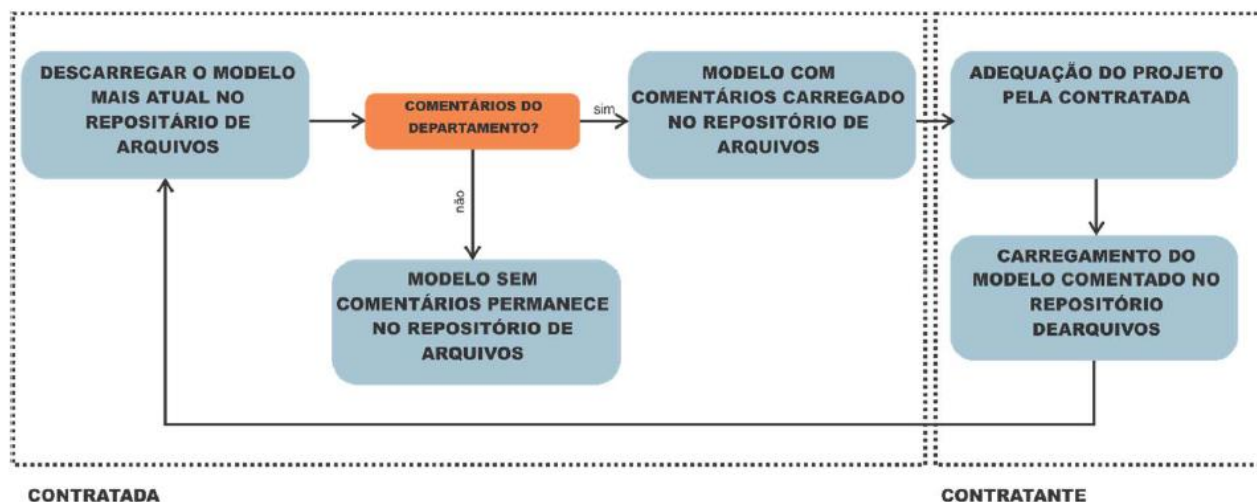 DESCARREGAR O MODELO
MAIS ATUAL NO
REPOSITÁRIO DE
ARQUIVOS
COMENTÁRIOS DO
DEPARTAMENTO?
sim
não
MODELO COM
COMENTÁRIOS CARREGADO
NO REPOSITÓRIO DE
ARQUIVOS
MODELO SEM
COMENTÁRIOS PERMANECE
NO REPOSITÓRIO DE
ARQUIVOS
ADEQUAÇÃO DO PROJETO
PELA CONTRATADA
CARREGAMENTO DO
MODELO COMENTADO NO
REPOSITÓRIO
DEARQUIVOS
CONTRATADA
CONTRATANTE